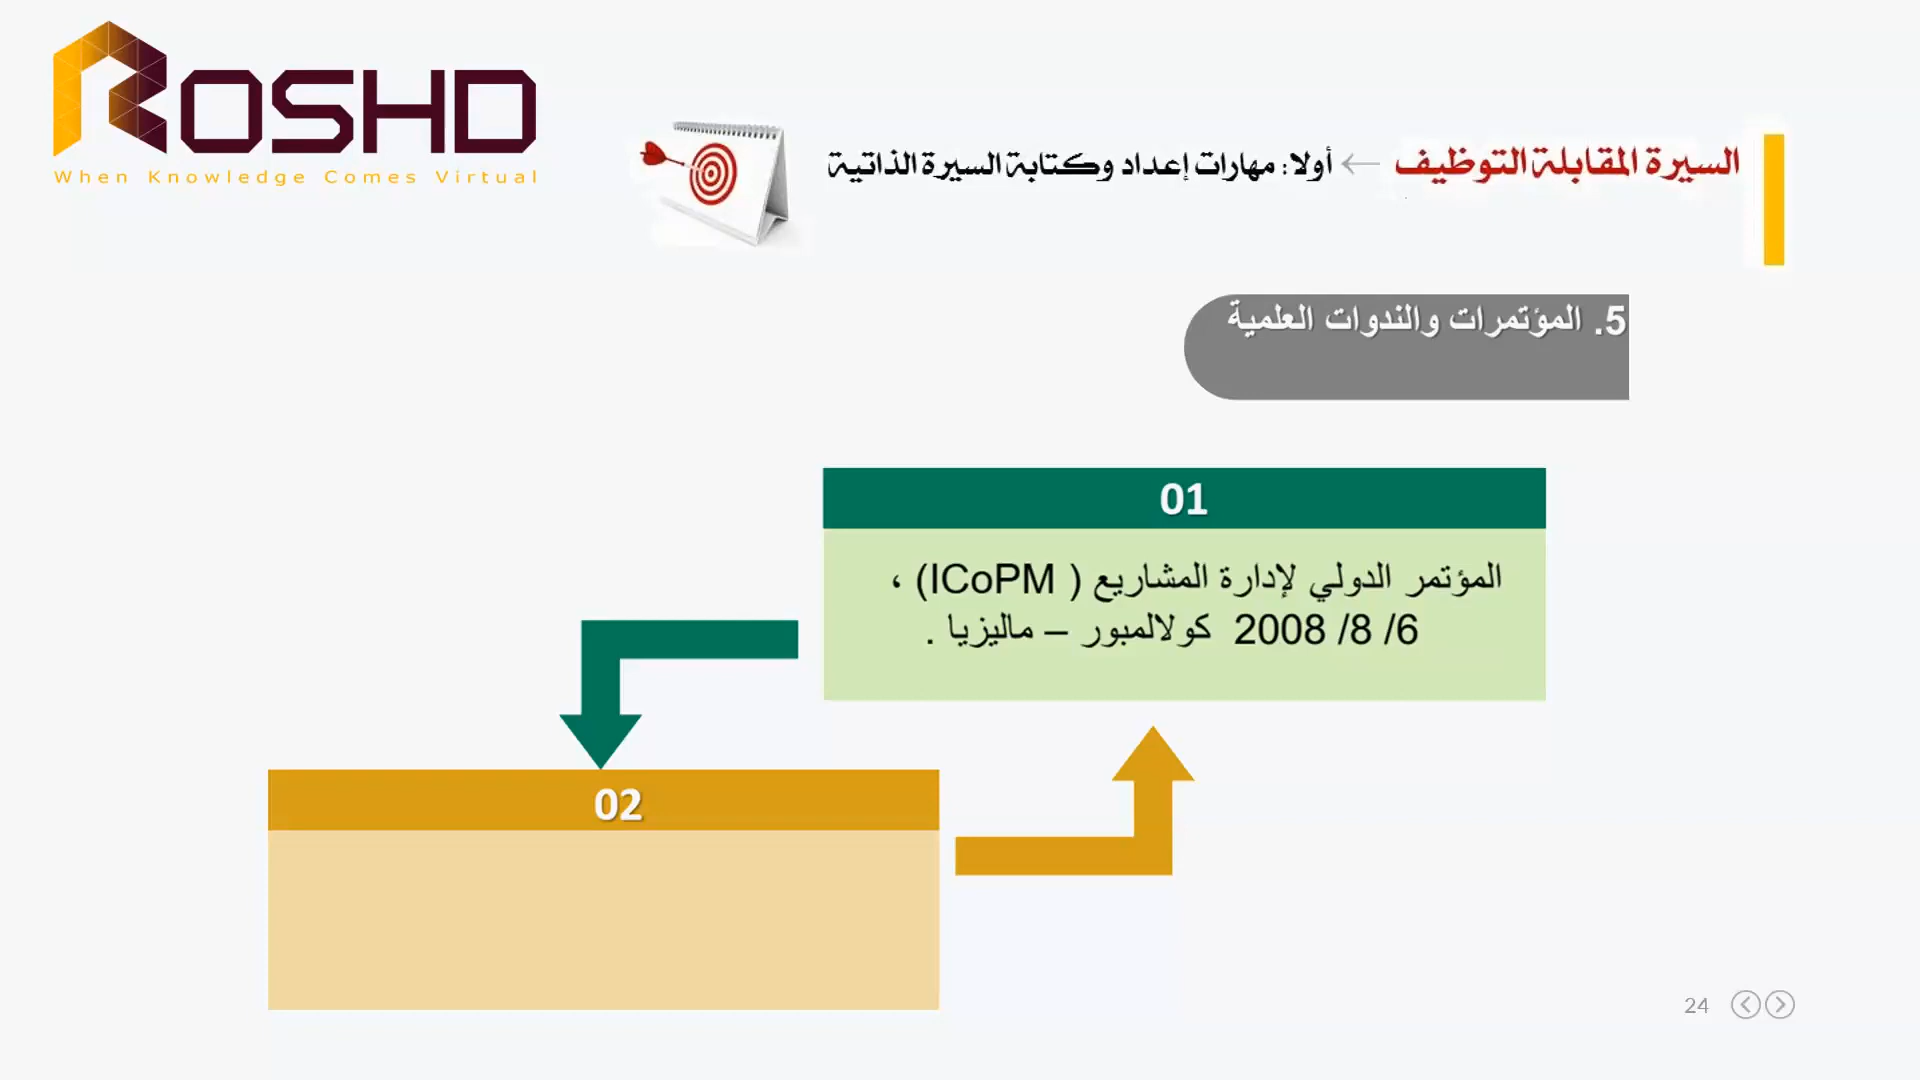 ROSHD
When Knowledge Comes Virtual
السيرة المقابلة التوظيف ← أولا: مهارات إعداد وكتابة السيرة الذاتية
5. المؤتمرات والندوات العلمية
01
المؤتمر الدولي لإدارة المشاريع ( ICoPM) ،
6/ 8/ 2008 كولالمبور – ماليزيا .
02
24